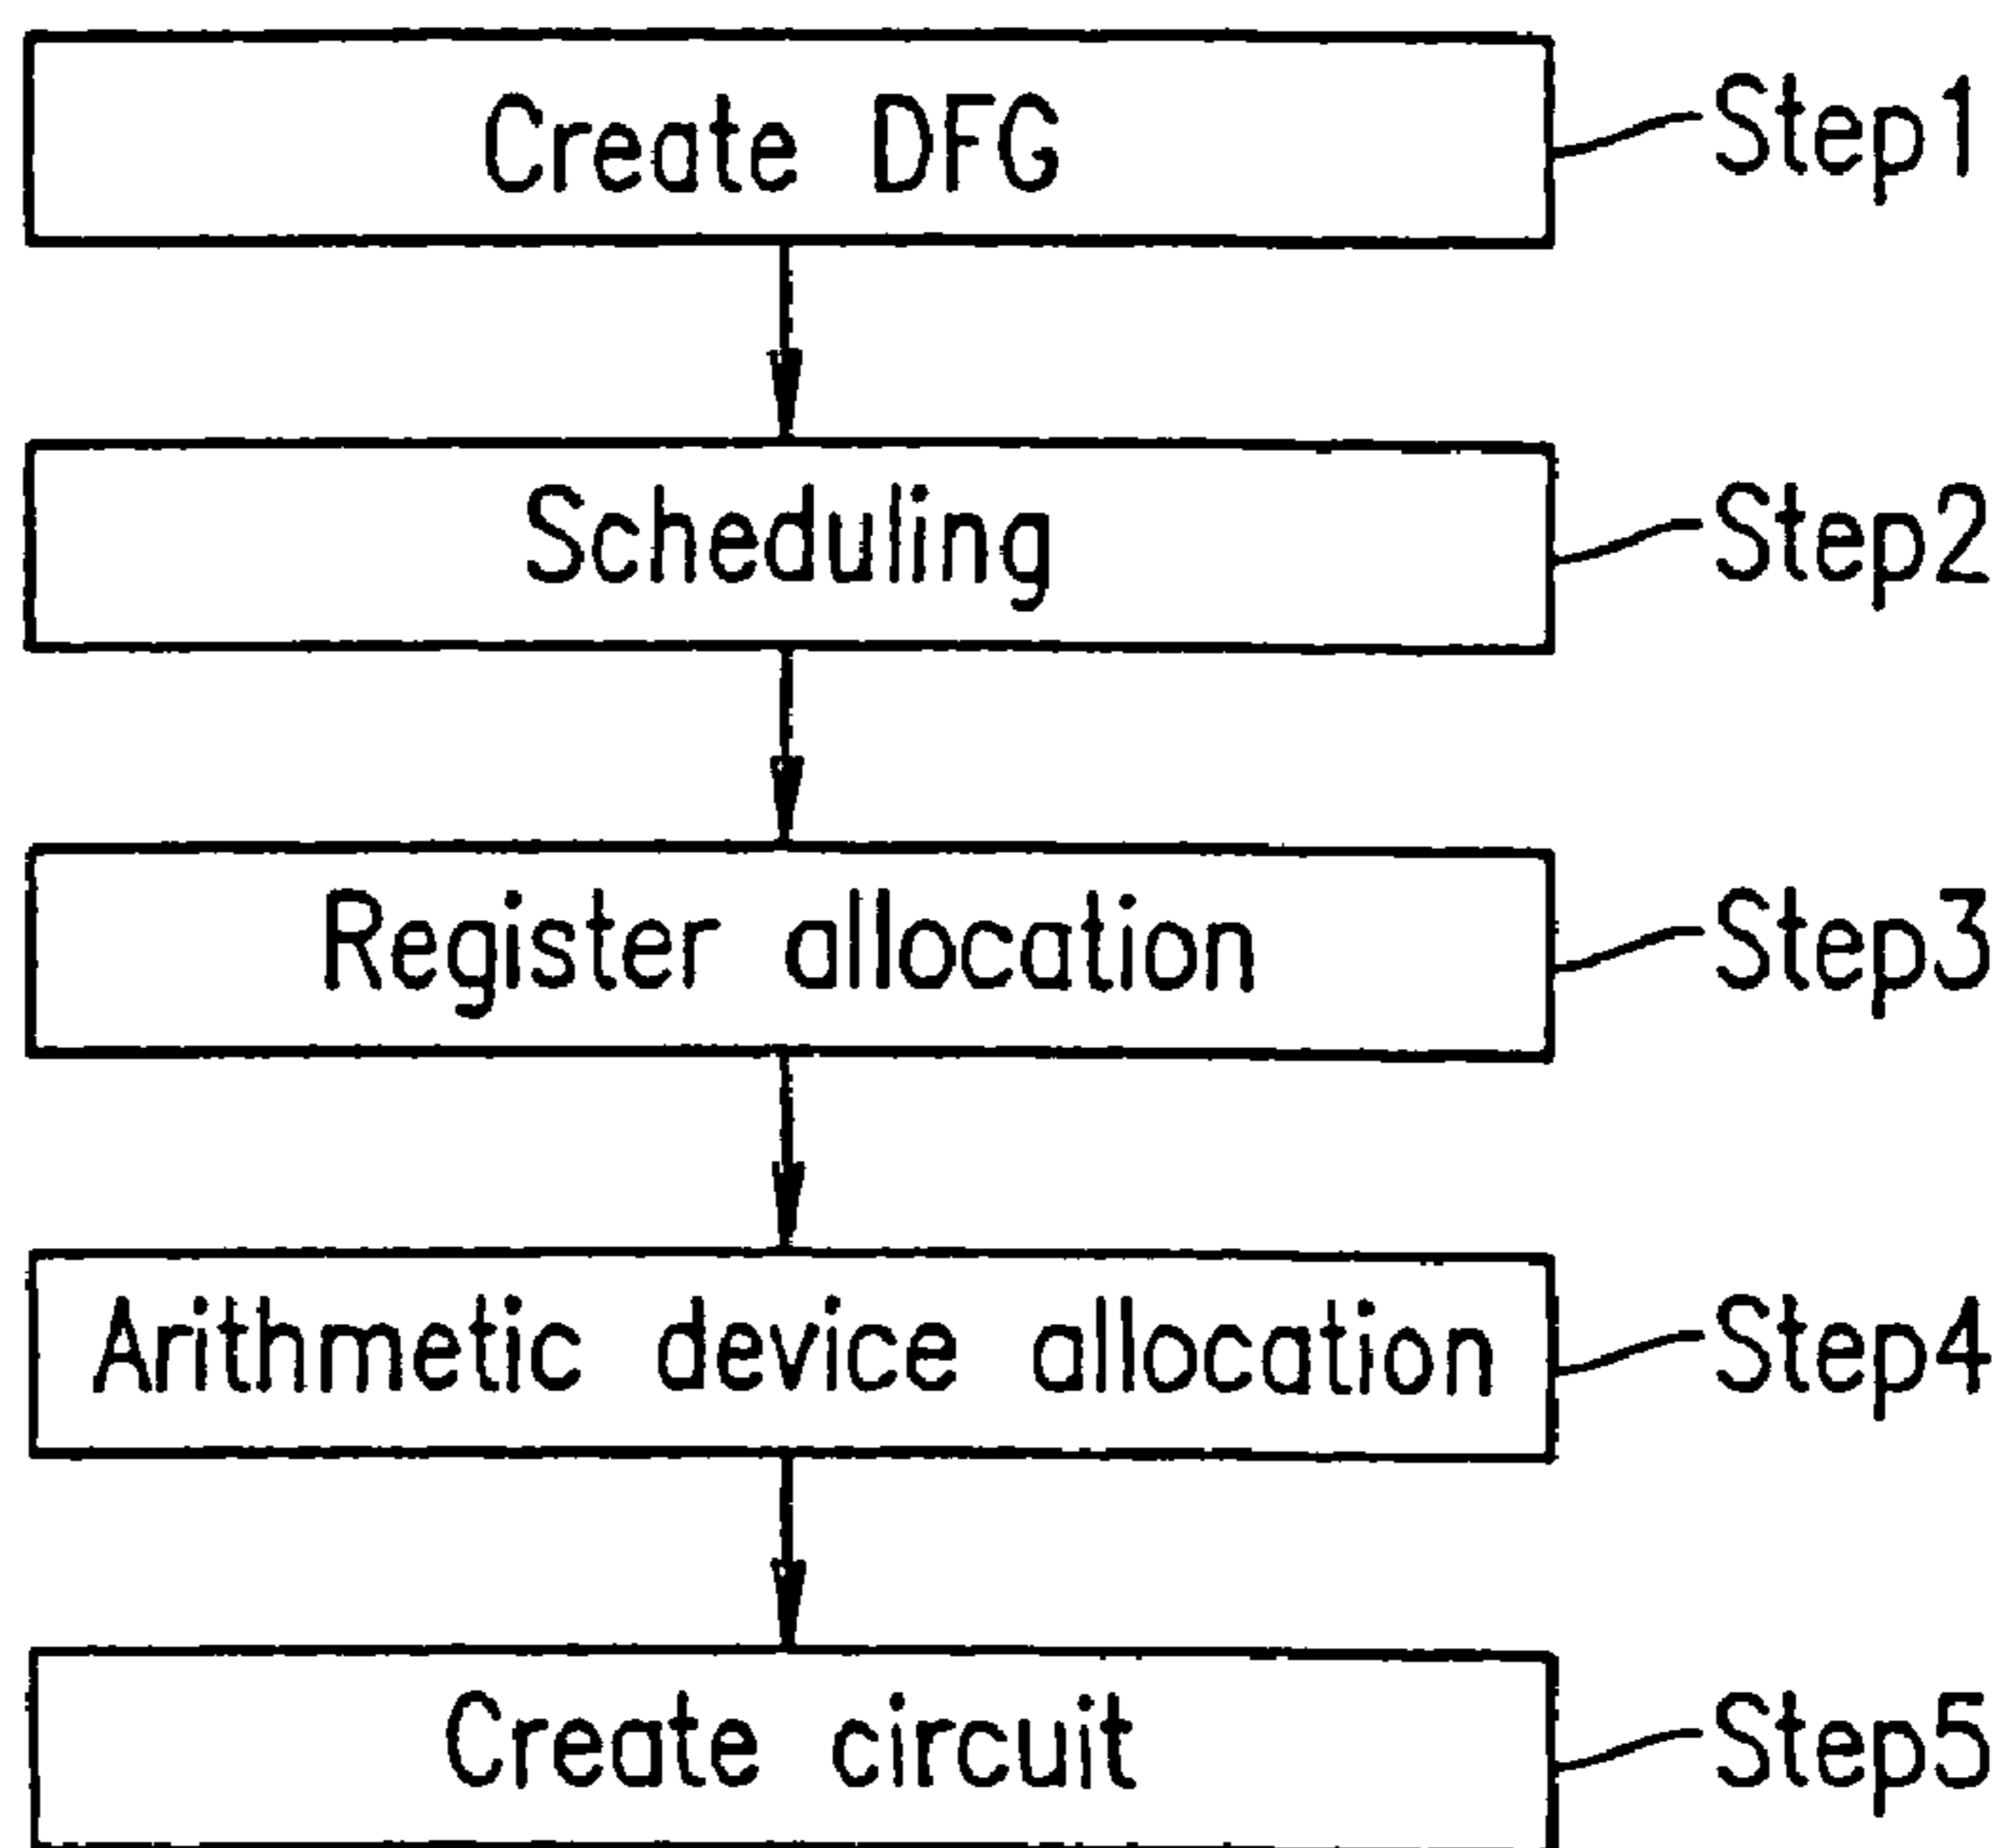 Create DFG
Step1
Scheduling
Step2
Register allocation
Step3
Arithmetic device allocation
Step4
Create circuit
Step5